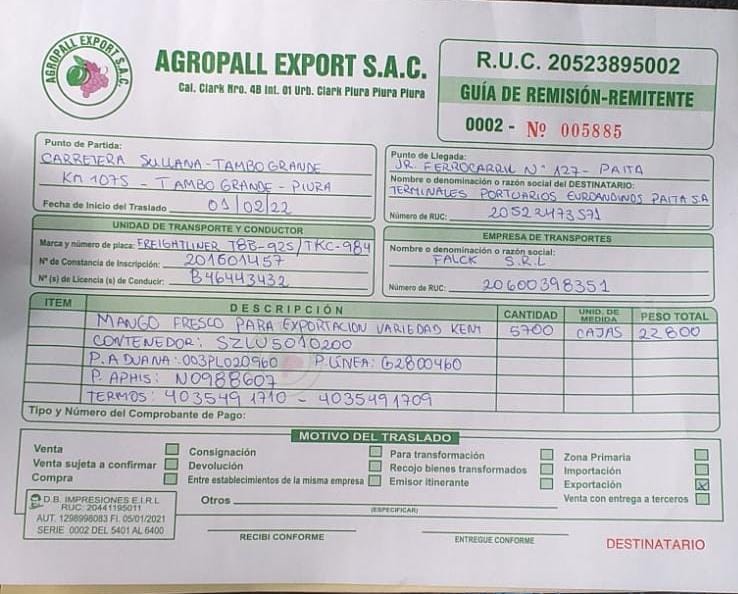 AGROPALL EXPORT S.A.C.
AGROPALL EXPORT S.A.C.
Cal. Clark Nro. 4B Int. 01 Urb. Clark Piura Piura Piura
R.U.C. 20523895002
GUÍA DE REMISIÓN-REMITENTE
0002 - Nº 005885
Punto de Partida:
CARRETERA SULLANA-TAMBOGRANDE
KM 1075 - TAMBO GRANDE - PIURA
Fecha de Inicio del Traslado 01/02/22
Punto de Llegada:
JR. FERROCARRIL Nº 127 - PAITA
Nombre o denominación o razón social del DESTINATARIO:
TERMINALES PORTUARIOS EUROANDINOS PAITA SA
Número de RUC: 20522473571
UNIDAD DE TRANSPORTE Y CONDUCTOR
Marca y número de placa: FREIGHTLINER T8B-925/TKC-984
Nº de Constancia de Inscripción: 201601457
Nº (s) de Licencia (s) de Conducir: B46443432
EMPRESA DE TRANSPORTES
Nombre o denominación o razón social:
FALCK S.R.L
Número de RUC: 20600398351
ITEM DESCRIPCIÓN CANTIDAD UNID. DE MEDIDA PESO TOTAL
MANGO FRESCO PARA EXPORTACION VARIEDAD KENT 5700 CAJAS 22800
CONTENEDOR: SZLU5010200
P. ADUANA: 003PL020960 P. LÍNEA: G2800460
P. APHIS: N0988607
TERMOS: 4035491710 - 4035491709
Tipo y Número del Comprobante de Pago:
MOTIVO DEL TRASLADO
Venta
Venta sujeta a confirmar
Compra
Consignación
Devolución
Entre establecimientos de la misma empresa
Para transformación
Recojo bienes transformados
Emisor itinerante
Zona Primaria
Importación
Exportación X
Venta con entrega a terceros
Otros
(ESPECIFICAR)
D.B. IMPRESIONES E.I.R.L
RUC: 20441195011
AUT. 1298998083 FI. 05/01/2021
SERIE 0002 DEL 5401 AL 6400
RECIBI CONFORME
ENTREGUE CONFORME
DESTINATARIO